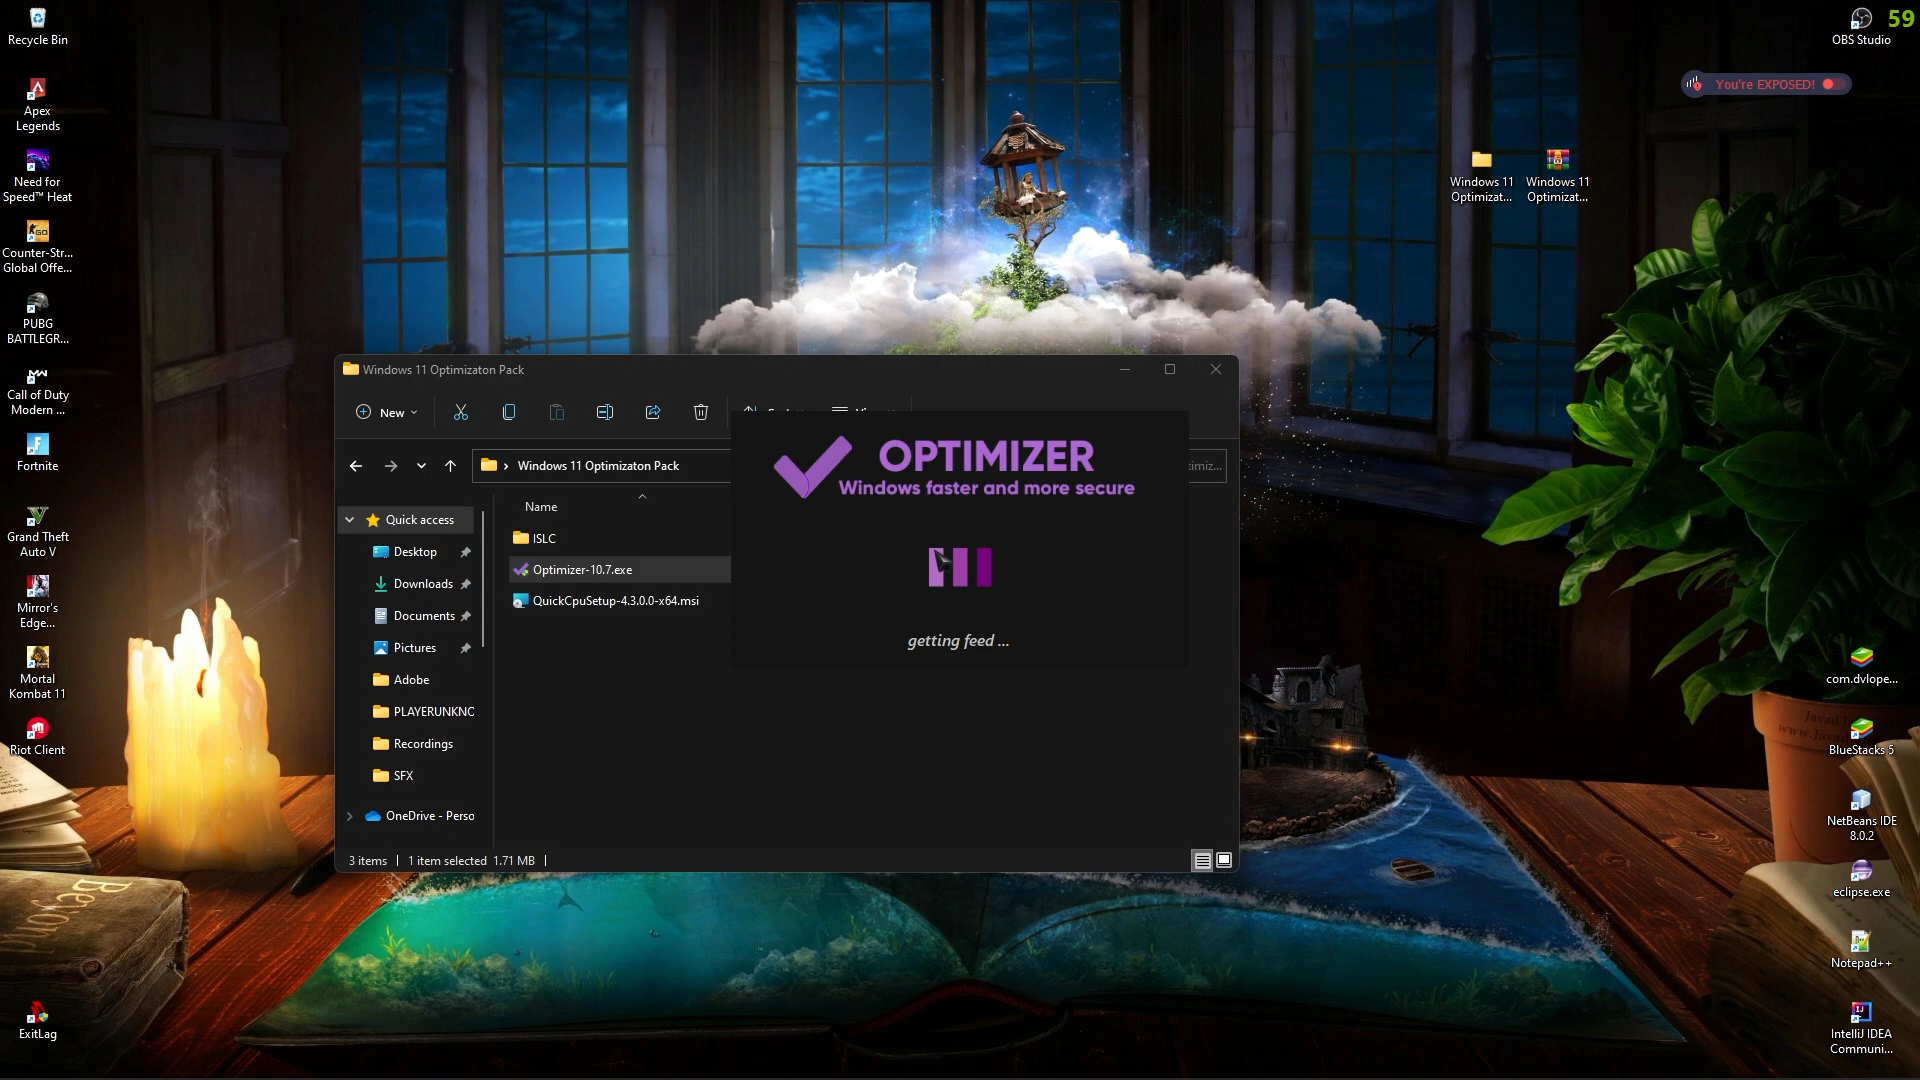 Recycle Bin
Apex
Legends
Need for
Speed™ Heat
Counter-Str...
Global Offe...
PUBG
BATTLEGR...
Call of Duty
Modern ...
Fortnite
Grand Theft
Auto V
Mirror's
Edge...
Mortal
Kombat 11
Riot Client
ExitLag
59
OBS Studio
You're EXPOSED!
Windows 11
Optimizat...
Windows 11
Optimizat...
Windows 11 Optimizaton Pack
New
Windows 11 Optimizaton Pack
timiz...
Quick access
Desktop
Downloads
Documents
Pictures
Adobe
PLAYERUNKNO
Recordings
SFX
OneDrive - Perso
Name
ISLC
Optimizer-10.7.exe
QuickCpuSetup-4.3.0.0-x64.msi
3 items
1 item selected 1.71 MB
OPTIMIZER
Windows faster and more secure
getting feed ...
com.dvlope...
BlueStacks 5
NetBeans IDE
8.0.2
eclipse.exe
Notepad++
IntelliJ IDEA
Communi...
Beyond